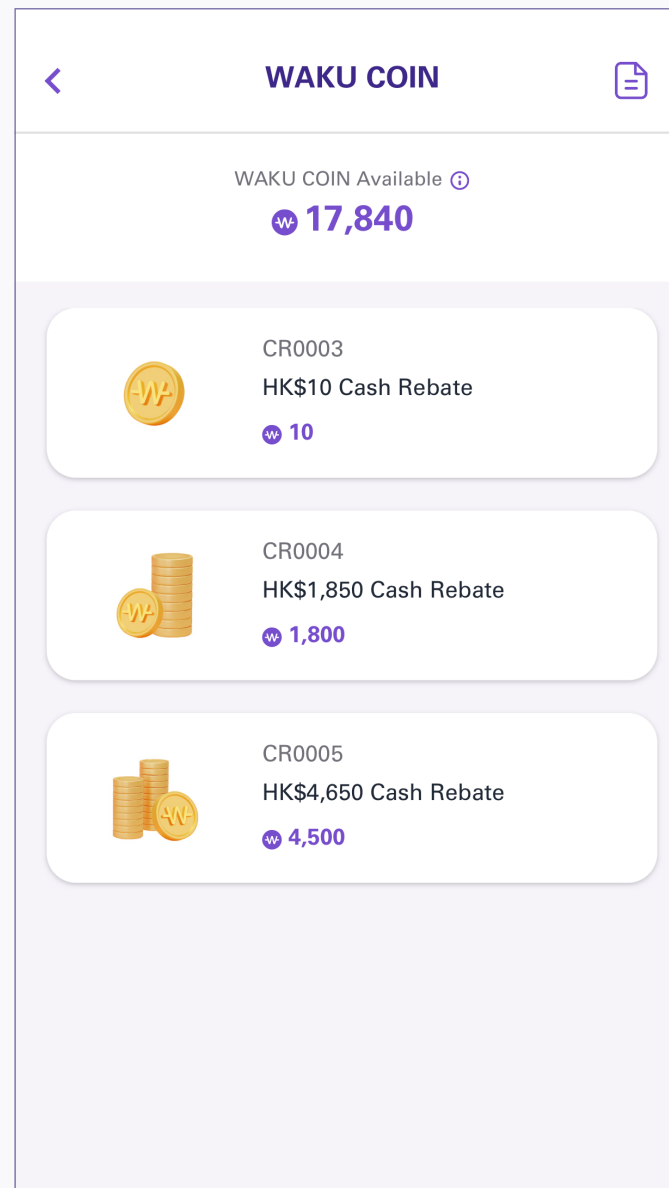 WAKU COIN
WAKU COIN Available
17,840
CR0003
HK$10 Cash Rebate
10
CR0004
HK$1,850 Cash Rebate
1,800
CR0005
HK$4,650 Cash Rebate
4,500